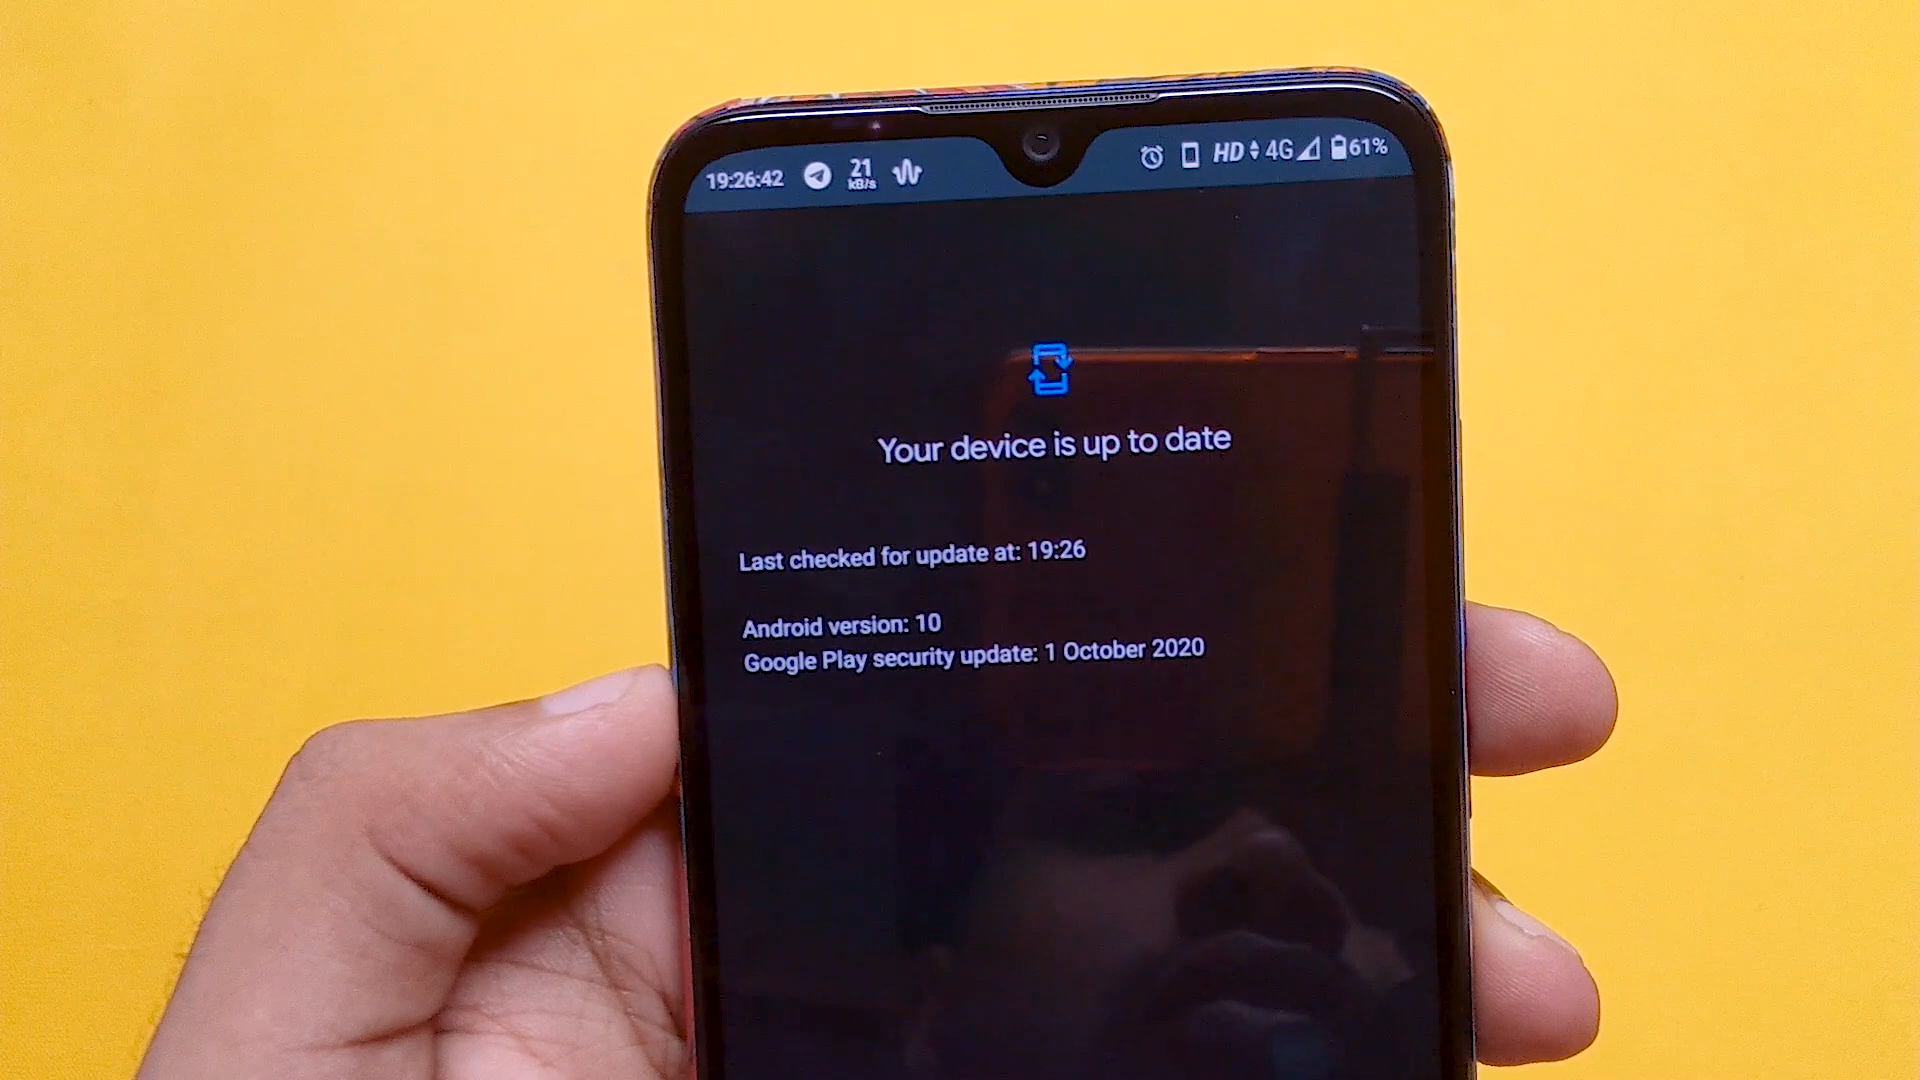 19:26:42 21 kB/s HD 4G 61%
Your device is up to date
Last checked for update at: 19:26
Android version: 10
Google Play security update: 1 October 2020